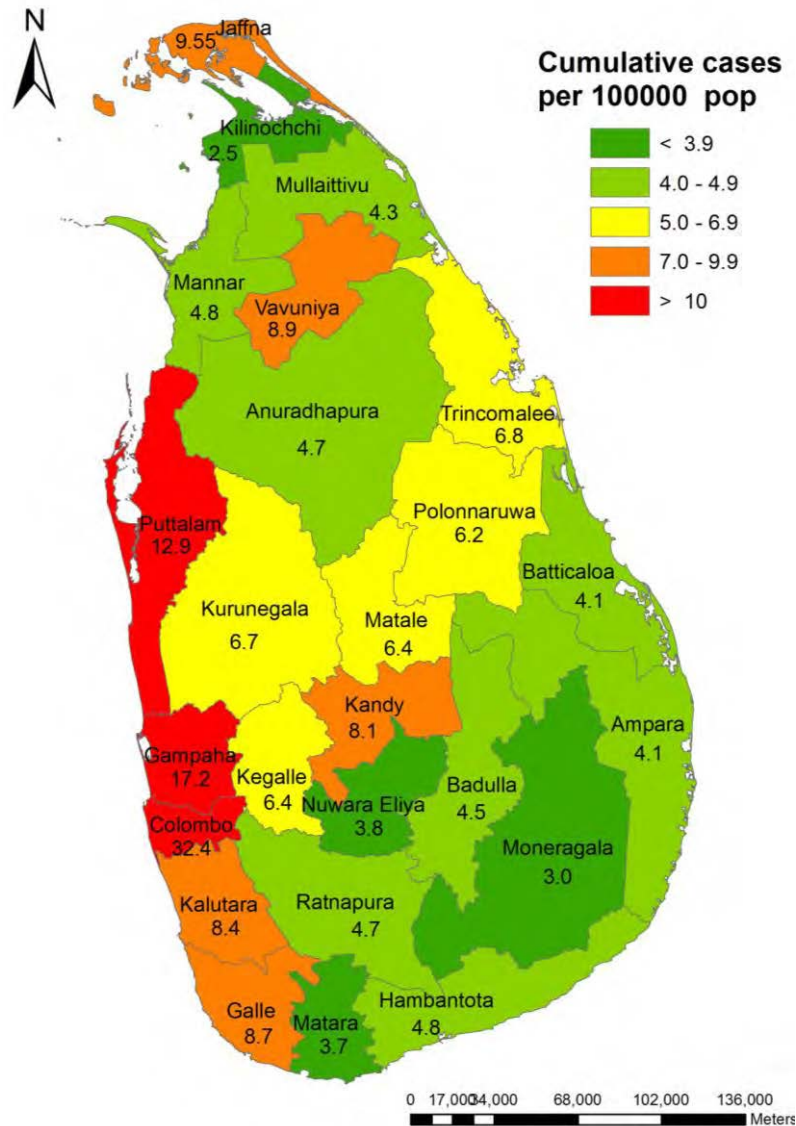 N
Jaffna
9.55
Cumulative cases
per 100000 pop
< 3.9
4.0 - 4.9
5.0 - 6.9
7.0 - 9.9
> 10
Kilinochchi
2.5
Mullaittivu
4.3
Mannar
4.8
Vavuniya
8.9
Anuradhapura
4.7
Trincomalee
6.8
Puttalam
12.9
Polonnaruwa
6.2
Batticaloa
4.1
Kurunegala
6.7
Matale
6.4
Kandy
8.1
Ampara
4.1
Gampaha
17.2
Kegalle
6.4
Nuwara Eliya
3.8
Badulla
4.5
Colombo
32.4
Moneragala
3.0
Kalutara
8.4
Ratnapura
4.7
Galle
8.7
Matara
3.7
Hambantota
4.8
0 17,00034,000 68,000 102,000 136,000
Meters